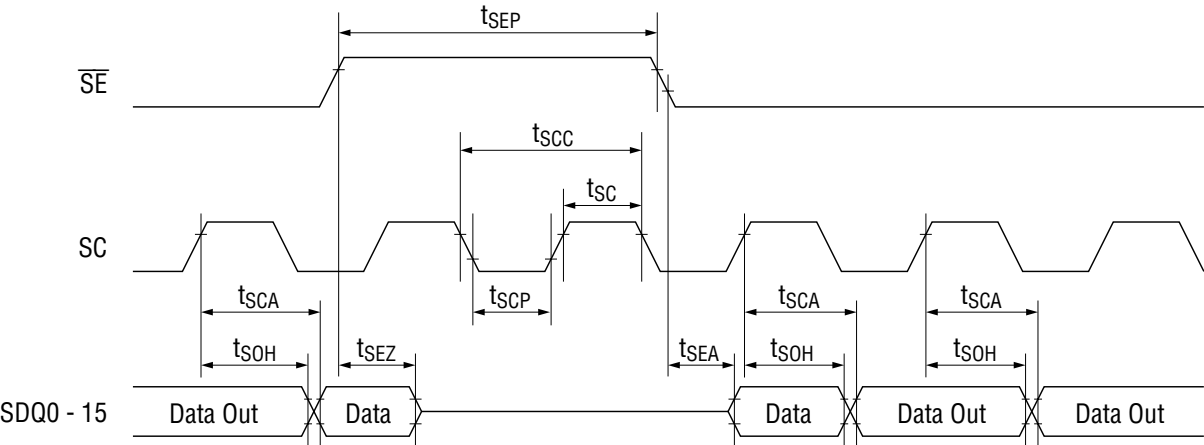 tSEP
SE
tSCC
tSC
SC
tSCP
tSCA tSCA tSCA
tSOH tSEZ tSEA tSOH tSOH
SDQ0 - 15 Data Out Data Data Data Out Data Out